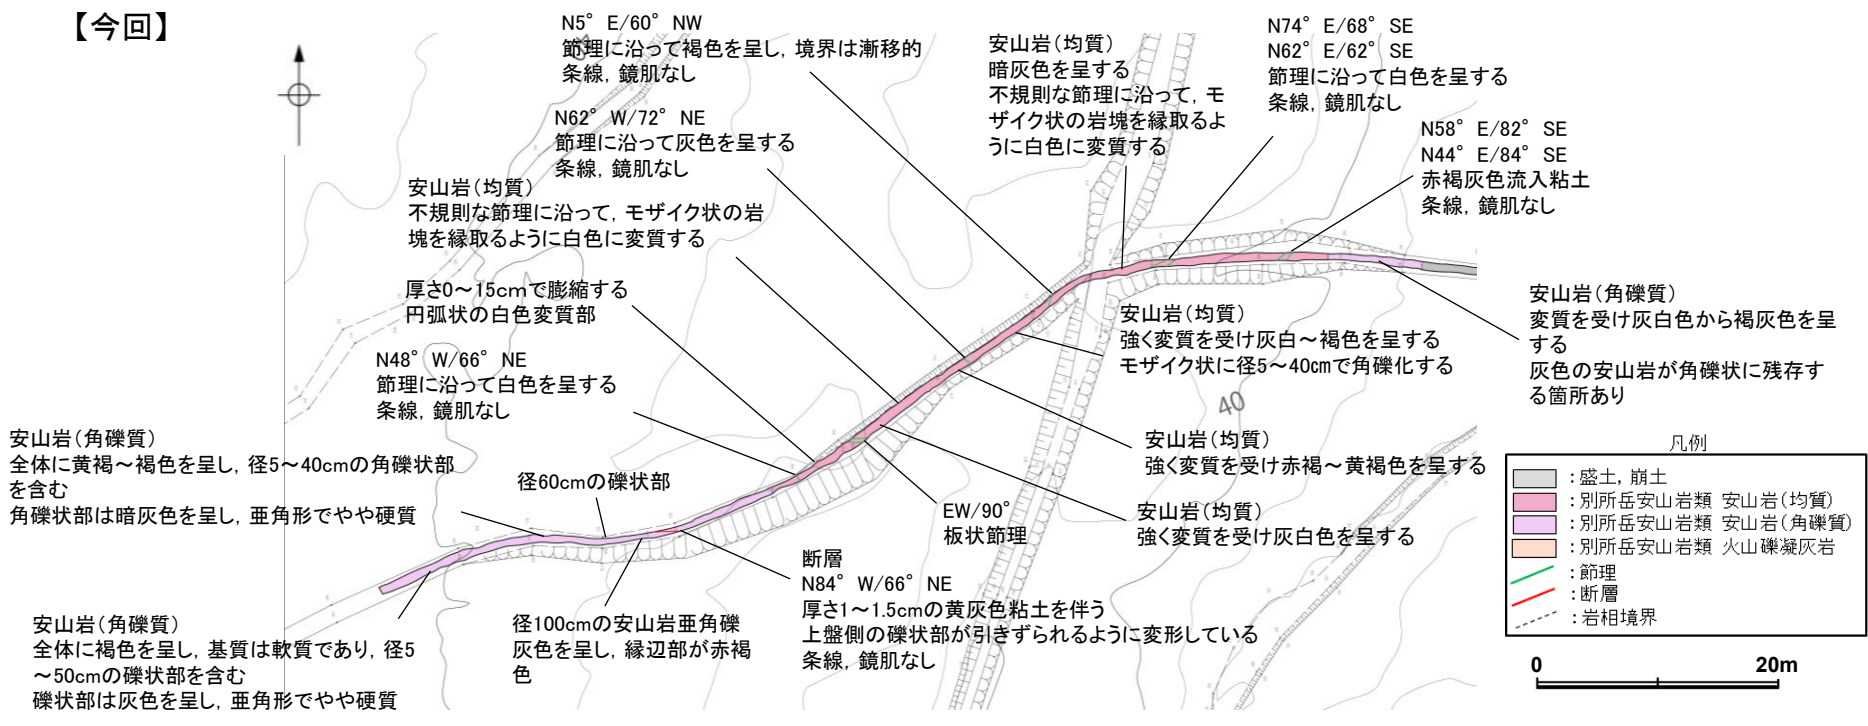 【今回】
N5° E/60° NW
節理に沿って褐色を呈し, 境界は漸移的
条線, 鏡肌なし
N62° W/72° NE
節理に沿って灰色を呈する
条線, 鏡肌なし
安山岩(均質)
不規則な節理に沿って, モザイク状の岩
塊を縁取るように白色に変質する
厚さ0～15cmで膨縮する
円弧状の白色変質部
N48° W/66° NE
節理に沿って白色を呈する
条線, 鏡肌なし
安山岩(角礫質)
全体に黄褐～褐色を呈し, 径5～40cmの角礫状部
を含む
角礫状部は暗灰色を呈し, 亜角形でやや硬質
径60cmの礫状部
安山岩(角礫質)
全体に褐色を呈し, 基質は軟質であり, 径5
～50cmの礫状部を含む
礫状部は灰色を呈し, 亜角形でやや硬質
径100cmの安山岩亜角礫
灰色を呈し, 縁辺部が赤褐
色
断層
N84° W/66° NE
厚さ1～1.5cmの黄灰色粘土を伴う
上盤側の礫状部が引きずられるように変形している
条線, 鏡肌なし
EW/90°
板状節理
安山岩(均質)
暗灰色を呈する
不規則な節理に沿って, モ
ザイク状の岩塊を縁取るよ
うに白色に変質する
N74° E/68° SE
N62° E/62° SE
節理に沿って白色を呈する
条線, 鏡肌なし
N58° E/82° SE
N44° E/84° SE
赤褐灰色流入粘土
条線, 鏡肌なし
安山岩(均質)
強く変質を受け灰白～褐色を呈する
モザイク状に径5～40cmで角礫化する
安山岩(角礫質)
変質を受け灰白色から褐灰色を呈
する
灰色の安山岩が角礫状に残存す
る箇所あり
40
安山岩(均質)
強く変質を受け赤褐～黄褐色を呈する
安山岩(均質)
強く変質を受け灰白色を呈する
凡例
：盛土, 崩土
：別所岳安山岩類 安山岩(均質)
：別所岳安山岩類 安山岩(角礫質)
：別所岳安山岩類 火山礫凝灰岩
：節理
：断層
：岩相境界
0 20m